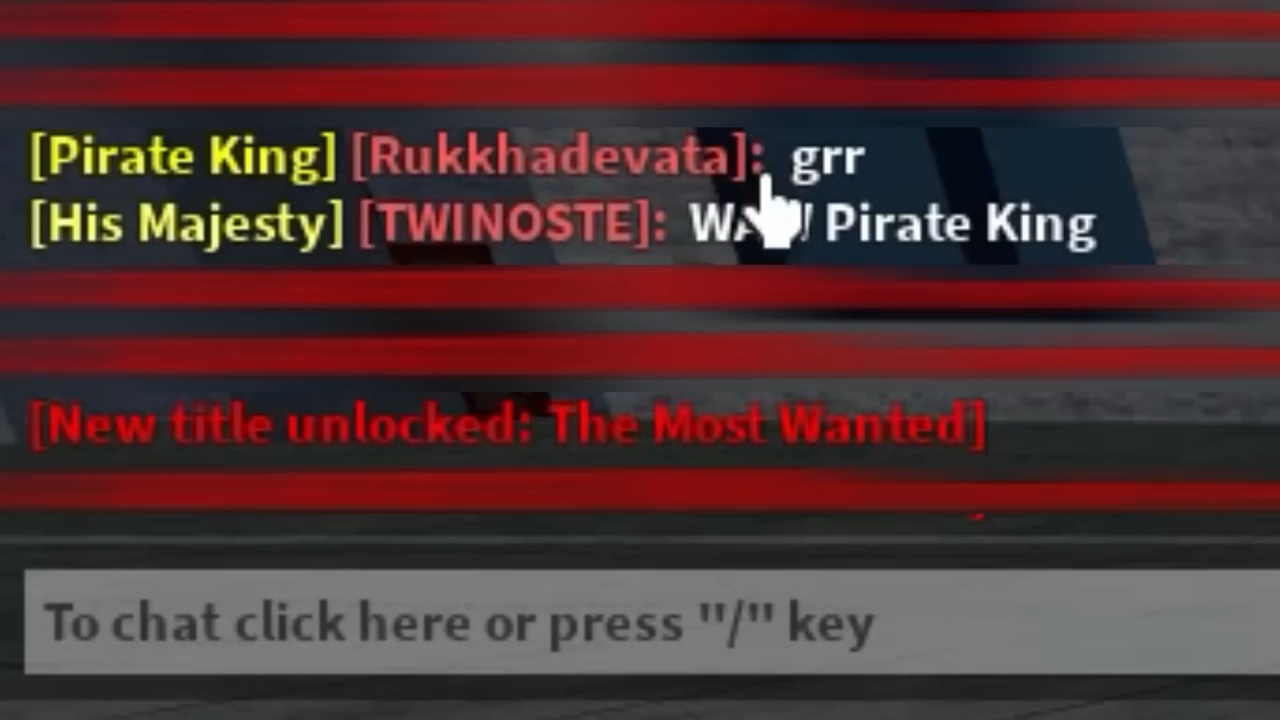 [Pirate King] [Rukkhadevata]: grr
[His Majesty] [TWINOSTE]: Pirate King
[New title unlocked: The Most Wanted]
To chat click here or press "/" key